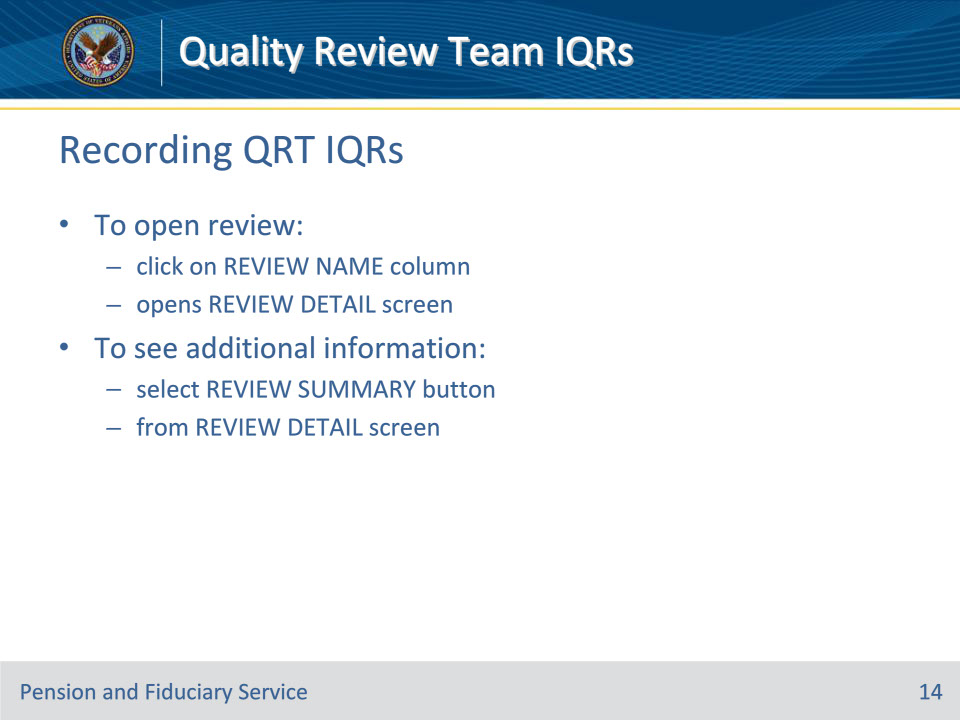 Quality Review Team IQRs
Recording QRT IQRs
• To open review:
– click on REVIEW NAME column
– opens REVIEW DETAIL screen
• To see additional information:
– select REVIEW SUMMARY button
– from REVIEW DETAIL screen
Pension and Fiduciary Service
14